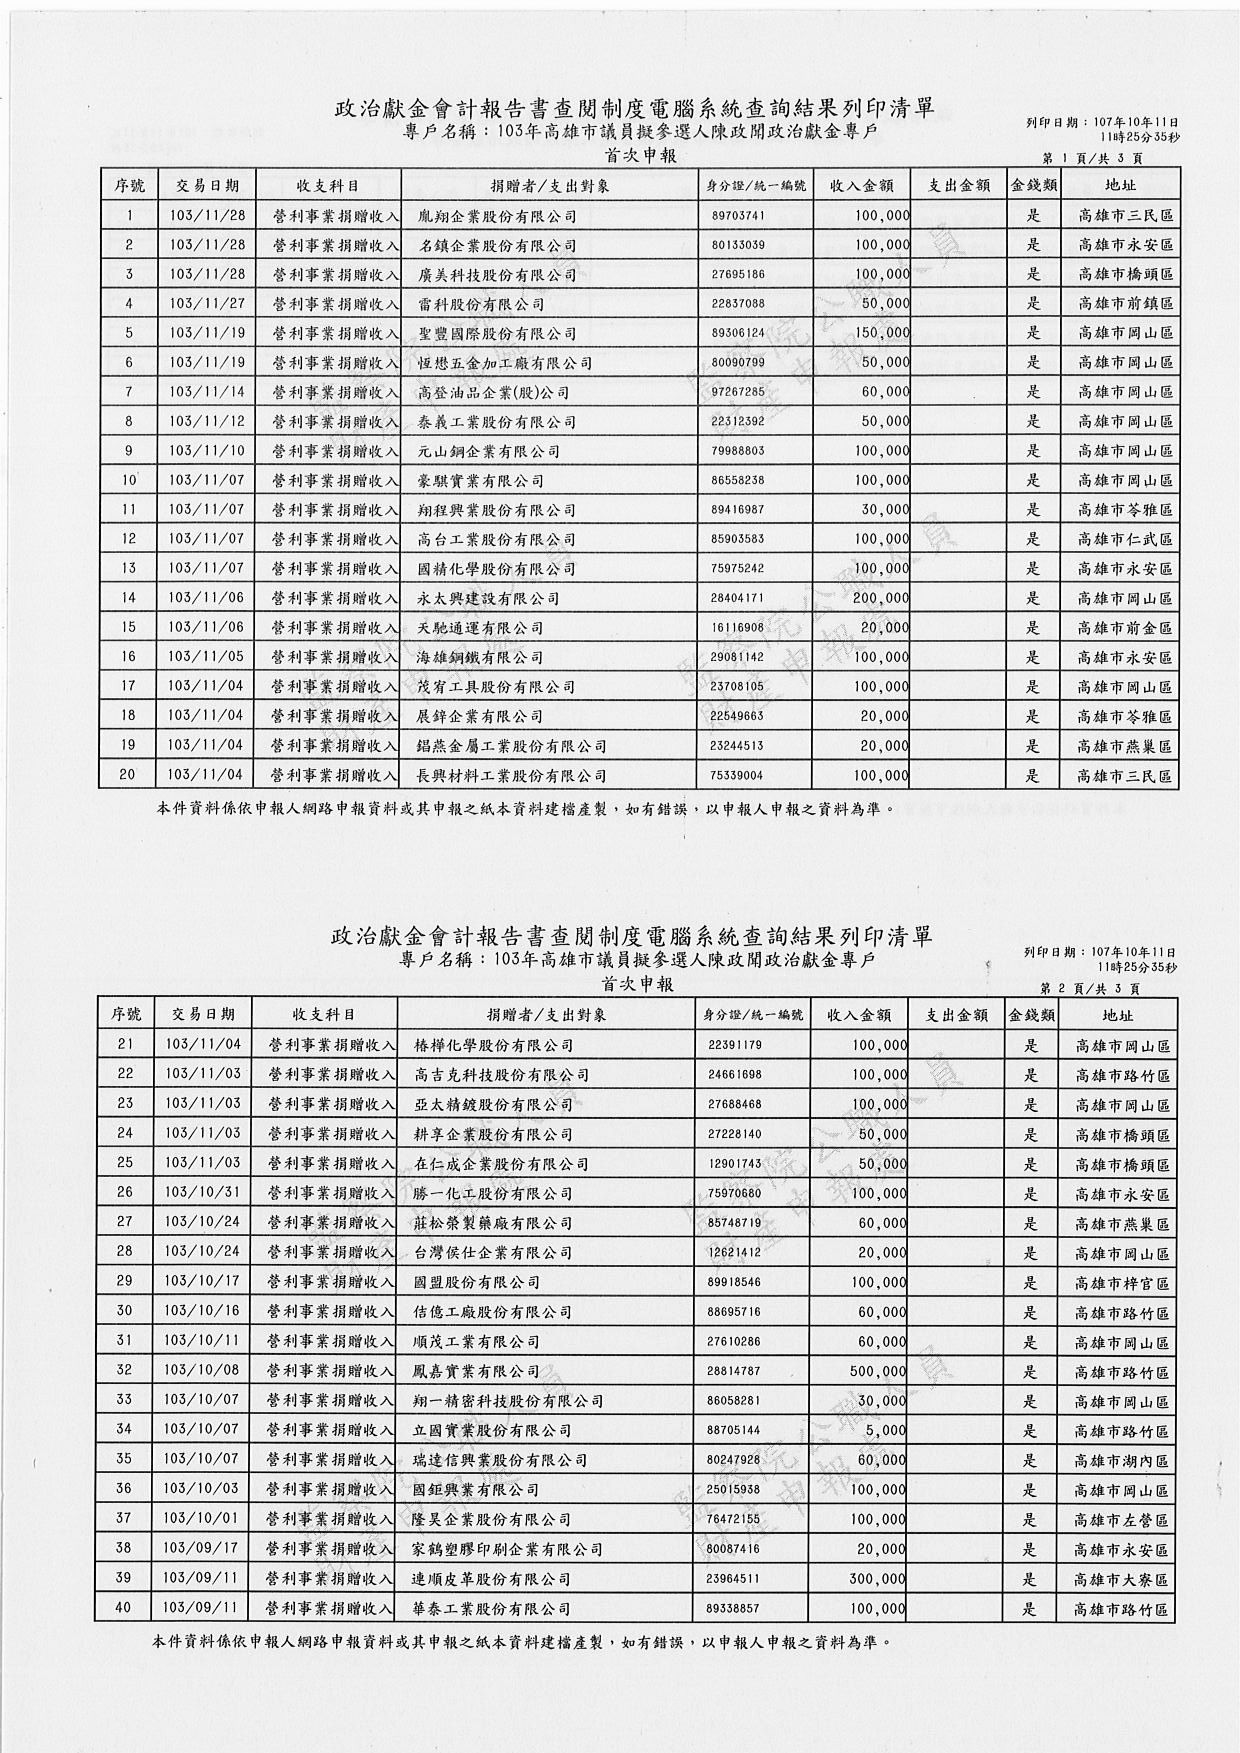 政治獻金會計報告書查閱制度電腦系統查詢結果列印清單
專戶名稱：103年高雄市議員擬參選人陳政聞政治獻金專戶
列印日期：107年10年11日
11時25分35秒
首次申報
第 1 頁/共 3 頁
序號 交易日期 收支科目 捐贈者/支出對象 身分證/統一編號 收入金額 支出金額 金錢類 地址
1 103/11/28 營利事業捐贈收入 胤翔企業股份有限公司 89703741 100,000 是 高雄市三民區
2 103/11/28 營利事業捐贈收入 名鎮企業股份有限公司 80133039 100,000 是 高雄市永安區
3 103/11/28 營利事業捐贈收入 廣美科技股份有限公司 27695186 100,000 是 高雄市橋頭區
4 103/11/27 營利事業捐贈收入 雷科股份有限公司 22837088 50,000 是 高雄市前鎮區
5 103/11/19 營利事業捐贈收入 聖豐國際股份有限公司 89306124 150,000 是 高雄市岡山區
6 103/11/19 營利事業捐贈收入 恆懋五金加工廠有限公司 80090799 50,000 是 高雄市岡山區
7 103/11/14 營利事業捐贈收入 高登油品企業(股)公司 97267285 60,000 是 高雄市岡山區
8 103/11/12 營利事業捐贈收入 泰義工業股份有限公司 22312392 50,000 是 高雄市岡山區
9 103/11/10 營利事業捐贈收入 元山鋼企業有限公司 79988803 100,000 是 高雄市岡山區
10 103/11/07 營利事業捐贈收入 豪騏實業有限公司 86558238 100,000 是 高雄市岡山區
11 103/11/07 營利事業捐贈收入 翔程興業股份有限公司 89416987 30,000 是 高雄市苓雅區
12 103/11/07 營利事業捐贈收入 高台工業股份有限公司 85903583 100,000 是 高雄市仁武區
13 103/11/07 營利事業捐贈收入 國精化學股份有限公司 75975242 100,000 是 高雄市永安區
14 103/11/06 營利事業捐贈收入 永太興建設有限公司 28404171 200,000 是 高雄市岡山區
15 103/11/06 營利事業捐贈收入 天馳通運有限公司 16116908 20,000 是 高雄市前金區
16 103/11/05 營利事業捐贈收入 海雄鋼鐵有限公司 29081142 100,000 是 高雄市永安區
17 103/11/04 營利事業捐贈收入 茂宥工具股份有限公司 23708105 100,000 是 高雄市岡山區
18 103/11/04 營利事業捐贈收入 展鋅企業有限公司 22549663 20,000 是 高雄市苓雅區
19 103/11/04 營利事業捐贈收入 錩燕金屬工業股份有限公司 23244513 20,000 是 高雄市燕巢區
20 103/11/04 營利事業捐贈收入 長興材料工業股份有限公司 75339004 100,000 是 高雄市三民區
本件資料係依申報人網路申報資料或其申報之紙本資料建檔產製，如有錯誤，以申報人申報之資料為準。
政治獻金會計報告書查閱制度電腦系統查詢結果列印清單
專戶名稱：103年高雄市議員擬參選人陳政聞政治獻金專戶
列印日期：107年10年11日
11時25分35秒
首次申報
第 2 頁/共 3 頁
序號 交易日期 收支科目 捐贈者/支出對象 身分證/統一編號 收入金額 支出金額 金錢類 地址
21 103/11/04 營利事業捐贈收入 椿樺化學股份有限公司 22391179 100,000 是 高雄市岡山區
22 103/11/03 營利事業捐贈收入 高吉克科技股份有限公司 24661698 100,000 是 高雄市路竹區
23 103/11/03 營利事業捐贈收入 亞太精鍍股份有限公司 27688468 100,000 是 高雄市岡山區
24 103/11/03 營利事業捐贈收入 耕享企業股份有限公司 27228140 50,000 是 高雄市橋頭區
25 103/11/03 營利事業捐贈收入 在仁成企業股份有限公司 12901743 50,000 是 高雄市橋頭區
26 103/10/31 營利事業捐贈收入 勝一化工股份有限公司 75970680 100,000 是 高雄市永安區
27 103/10/24 營利事業捐贈收入 莊松榮製藥廠有限公司 85748719 60,000 是 高雄市燕巢區
28 103/10/24 營利事業捐贈收入 台灣侯仕企業有限公司 12621412 20,000 是 高雄市岡山區
29 103/10/17 營利事業捐贈收入 國盟股份有限公司 89918546 100,000 是 高雄市梓官區
30 103/10/16 營利事業捐贈收入 佶億工廠股份有限公司 88695716 60,000 是 高雄市路竹區
31 103/10/11 營利事業捐贈收入 順茂工業有限公司 27610286 60,000 是 高雄市岡山區
32 103/10/08 營利事業捐贈收入 鳳嘉實業有限公司 28814787 500,000 是 高雄市路竹區
33 103/10/07 營利事業捐贈收入 翔一精密科技股份有限公司 86058281 30,000 是 高雄市岡山區
34 103/10/07 營利事業捐贈收入 立國實業股份有限公司 88705144 5,000 是 高雄市路竹區
35 103/10/07 營利事業捐贈收入 瑞達信興業股份有限公司 80247928 60,000 是 高雄市湖內區
36 103/10/03 營利事業捐贈收入 國鉅興業有限公司 25015938 100,000 是 高雄市岡山區
37 103/10/01 營利事業捐贈收入 隆昊企業股份有限公司 76472155 100,000 是 高雄市左營區
38 103/09/17 營利事業捐贈收入 家鶴塑膠印刷企業有限公司 80087416 20,000 是 高雄市永安區
39 103/09/11 營利事業捐贈收入 連順皮革股份有限公司 23964511 300,000 是 高雄市大寮區
40 103/09/11 營利事業捐贈收入 華泰工業股份有限公司 89338857 100,000 是 高雄市路竹區
本件資料係依申報人網路申報資料或其申報之紙本資料建檔產製，如有錯誤，以申報人申報之資料為準。
監察院公職人員
財產申報處